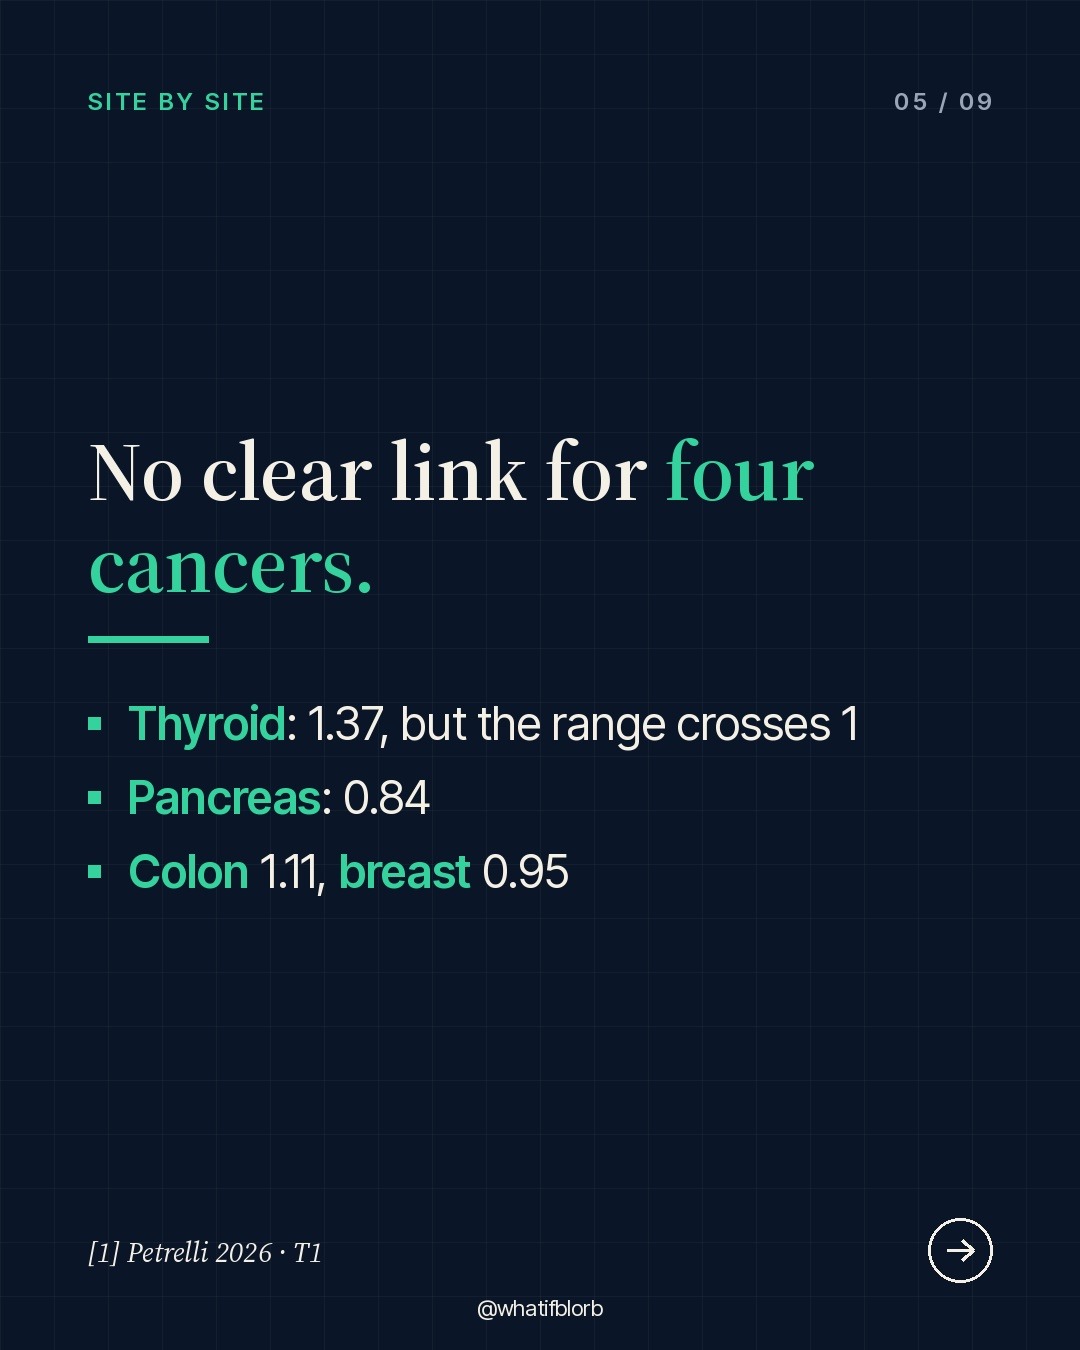 SITE BY SITE
05 / 09
No clear link for four
cancers.
Thyroid: 1.37, but the range crosses 1
Pancreas: 0.84
Colon 1.11, breast 0.95
[1] Petrelli 2026 · T1
@whatifblorb